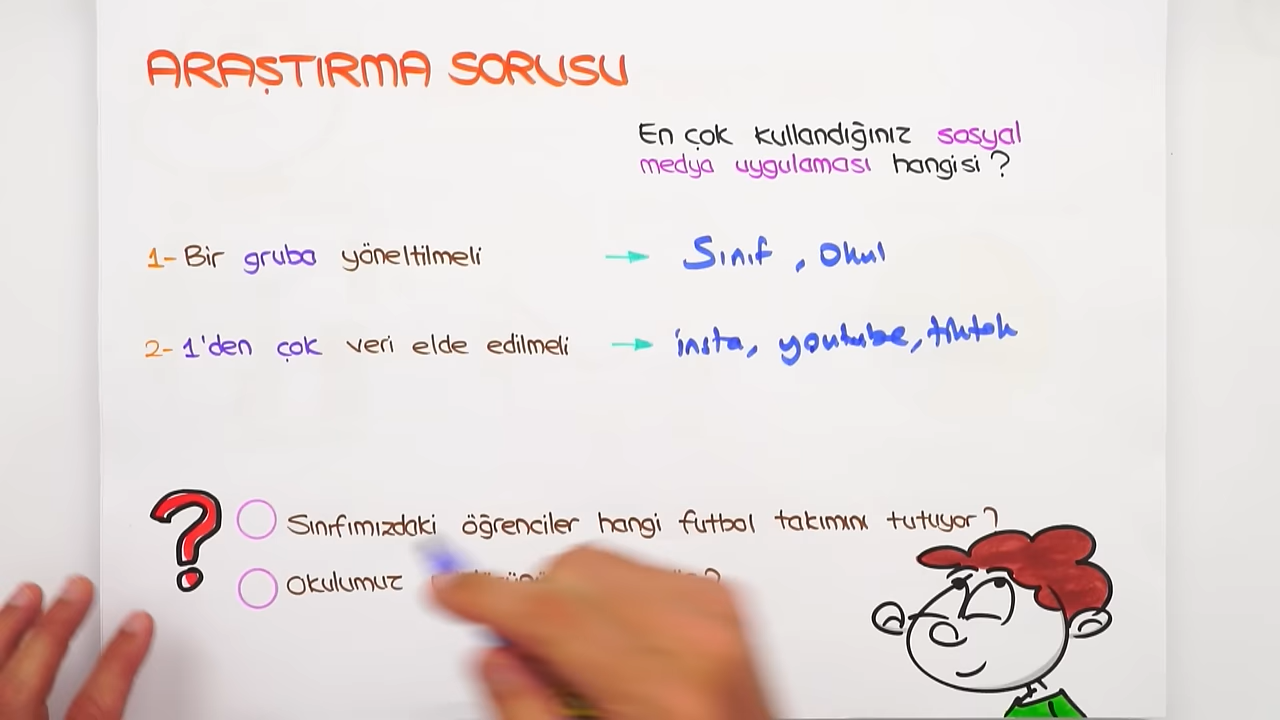 ARAŞTIRMA SORUSU
En çok kullandığınız sosyal
medya uygulaması hangisi?
1- Bir gruba yöneltilmeli → Sınıf, Okul
2- 1'den çok veri elde edilmeli → insta, youtube, tiktok
? Sınıfımızdaki öğrenciler hangi futbol takımını tutuyor?
Okulumuz